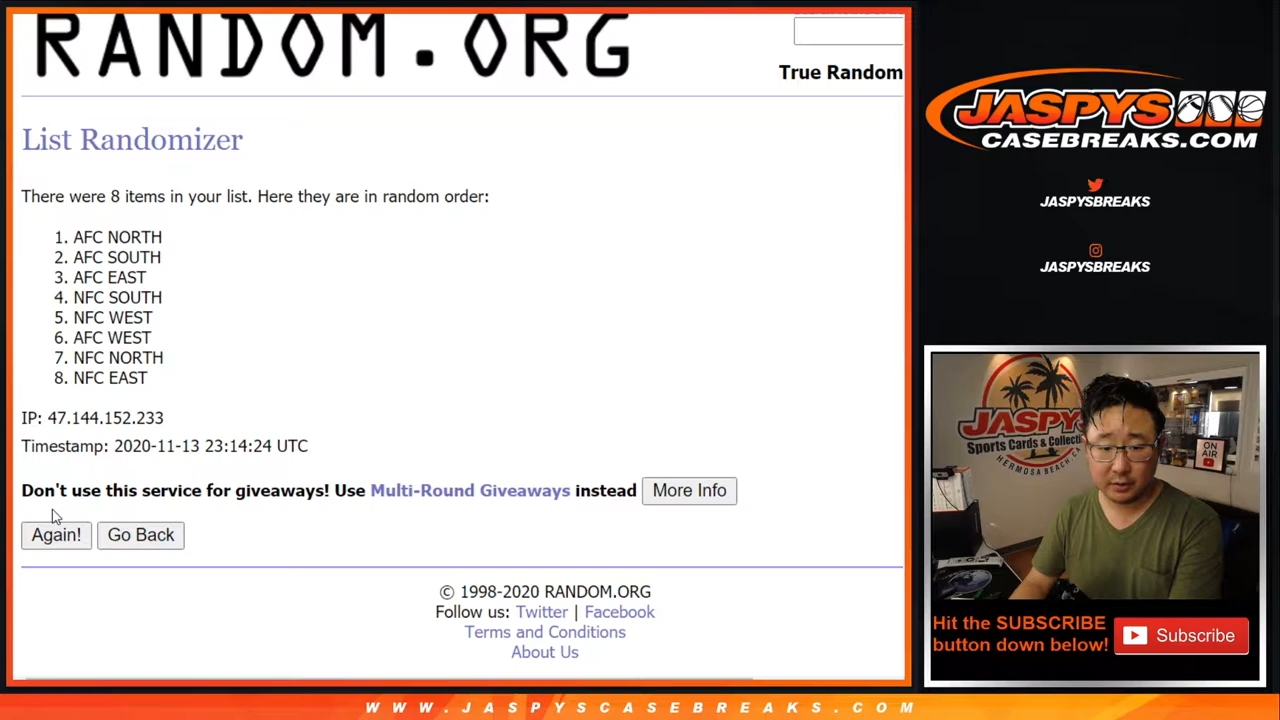 RANDOM.ORG
True Random
List Randomizer
There were 8 items in your list. Here they are in random order:
1. AFC NORTH
2. AFC SOUTH
3. AFC EAST
4. NFC SOUTH
5. NFC WEST
6. AFC WEST
7. NFC NORTH
8. NFC EAST
IP: 47.144.152.233
Timestamp: 2020-11-13 23:14:24 UTC
Don't use this service for giveaways! Use Multi-Round Giveaways instead More Info
Again! Go Back
© 1998-2020 RANDOM.ORG
Follow us: Twitter | Facebook
Terms and Conditions
About Us
JASPYS
CASEBREAKS.COM
JASPYSBREAKS
JASPYSBREAKS
JASPYS
Sports Cards & Collecti
HERMOSA BEACH, CA
ON
AIR
Hit the SUBSCRIBE
button down below!
Subscribe
WWW.JASPYSCASEBREAKS.COM